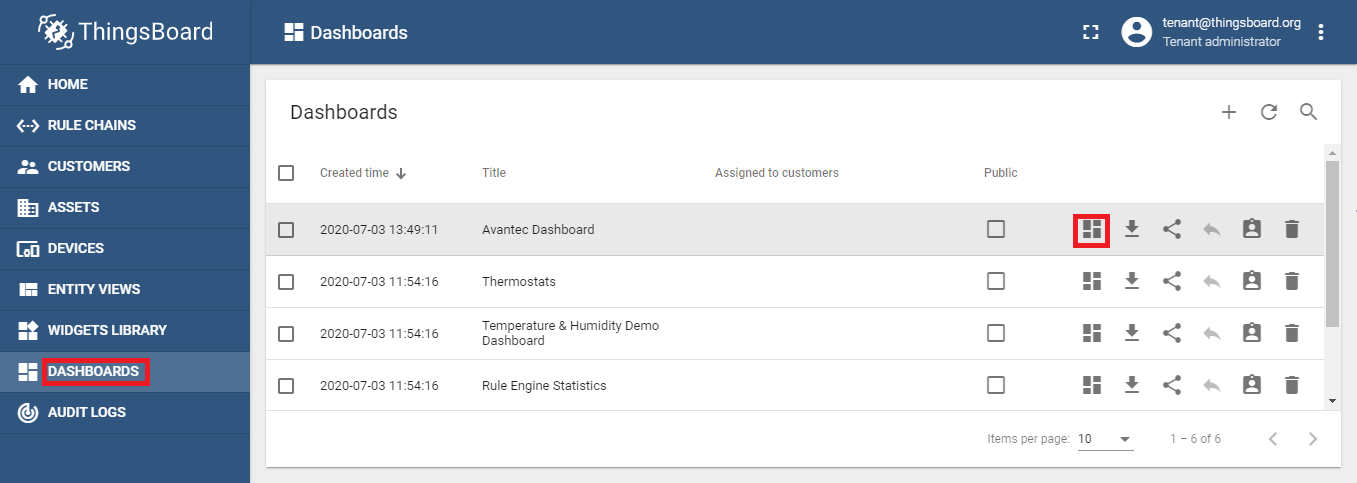 ThingsBoard
Dashboards
tenant@thingsboard.org
Tenant administrator
HOME
RULE CHAINS
CUSTOMERS
ASSETS
DEVICES
ENTITY VIEWS
WIDGETS LIBRARY
DASHBOARDS
AUDIT LOGS
Dashboards
Created time Title Assigned to customers Public
2020-07-03 13:49:11 Avantec Dashboard
2020-07-03 11:54:16 Thermostats
2020-07-03 11:54:16 Temperature & Humidity Demo
Dashboard
2020-07-03 11:54:16 Rule Engine Statistics
Items per page: 10 1 – 6 of 6